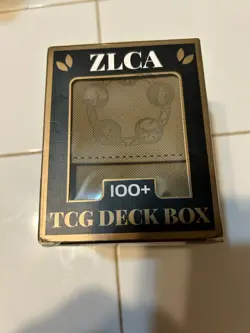 ZLCA
100+
TCG DECK BOX